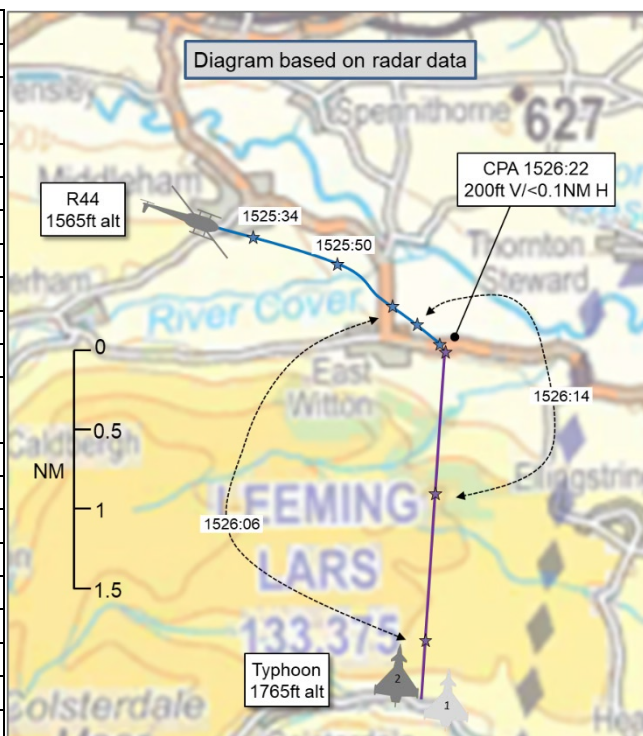 Diagram based on radar data
Spennithorne
627
Middleham
CPA 1526:22
200ft V/<0.1NM H
R44
1565ft alt
1525:34
1525:50
Thornton
Steward
River Cover
0
East
Witton
1526:14
0.5
NM
1
1.5
LEEMING
LARS
133.375
1526:06
Typhoon
1765ft alt
2
1
Colsterdale